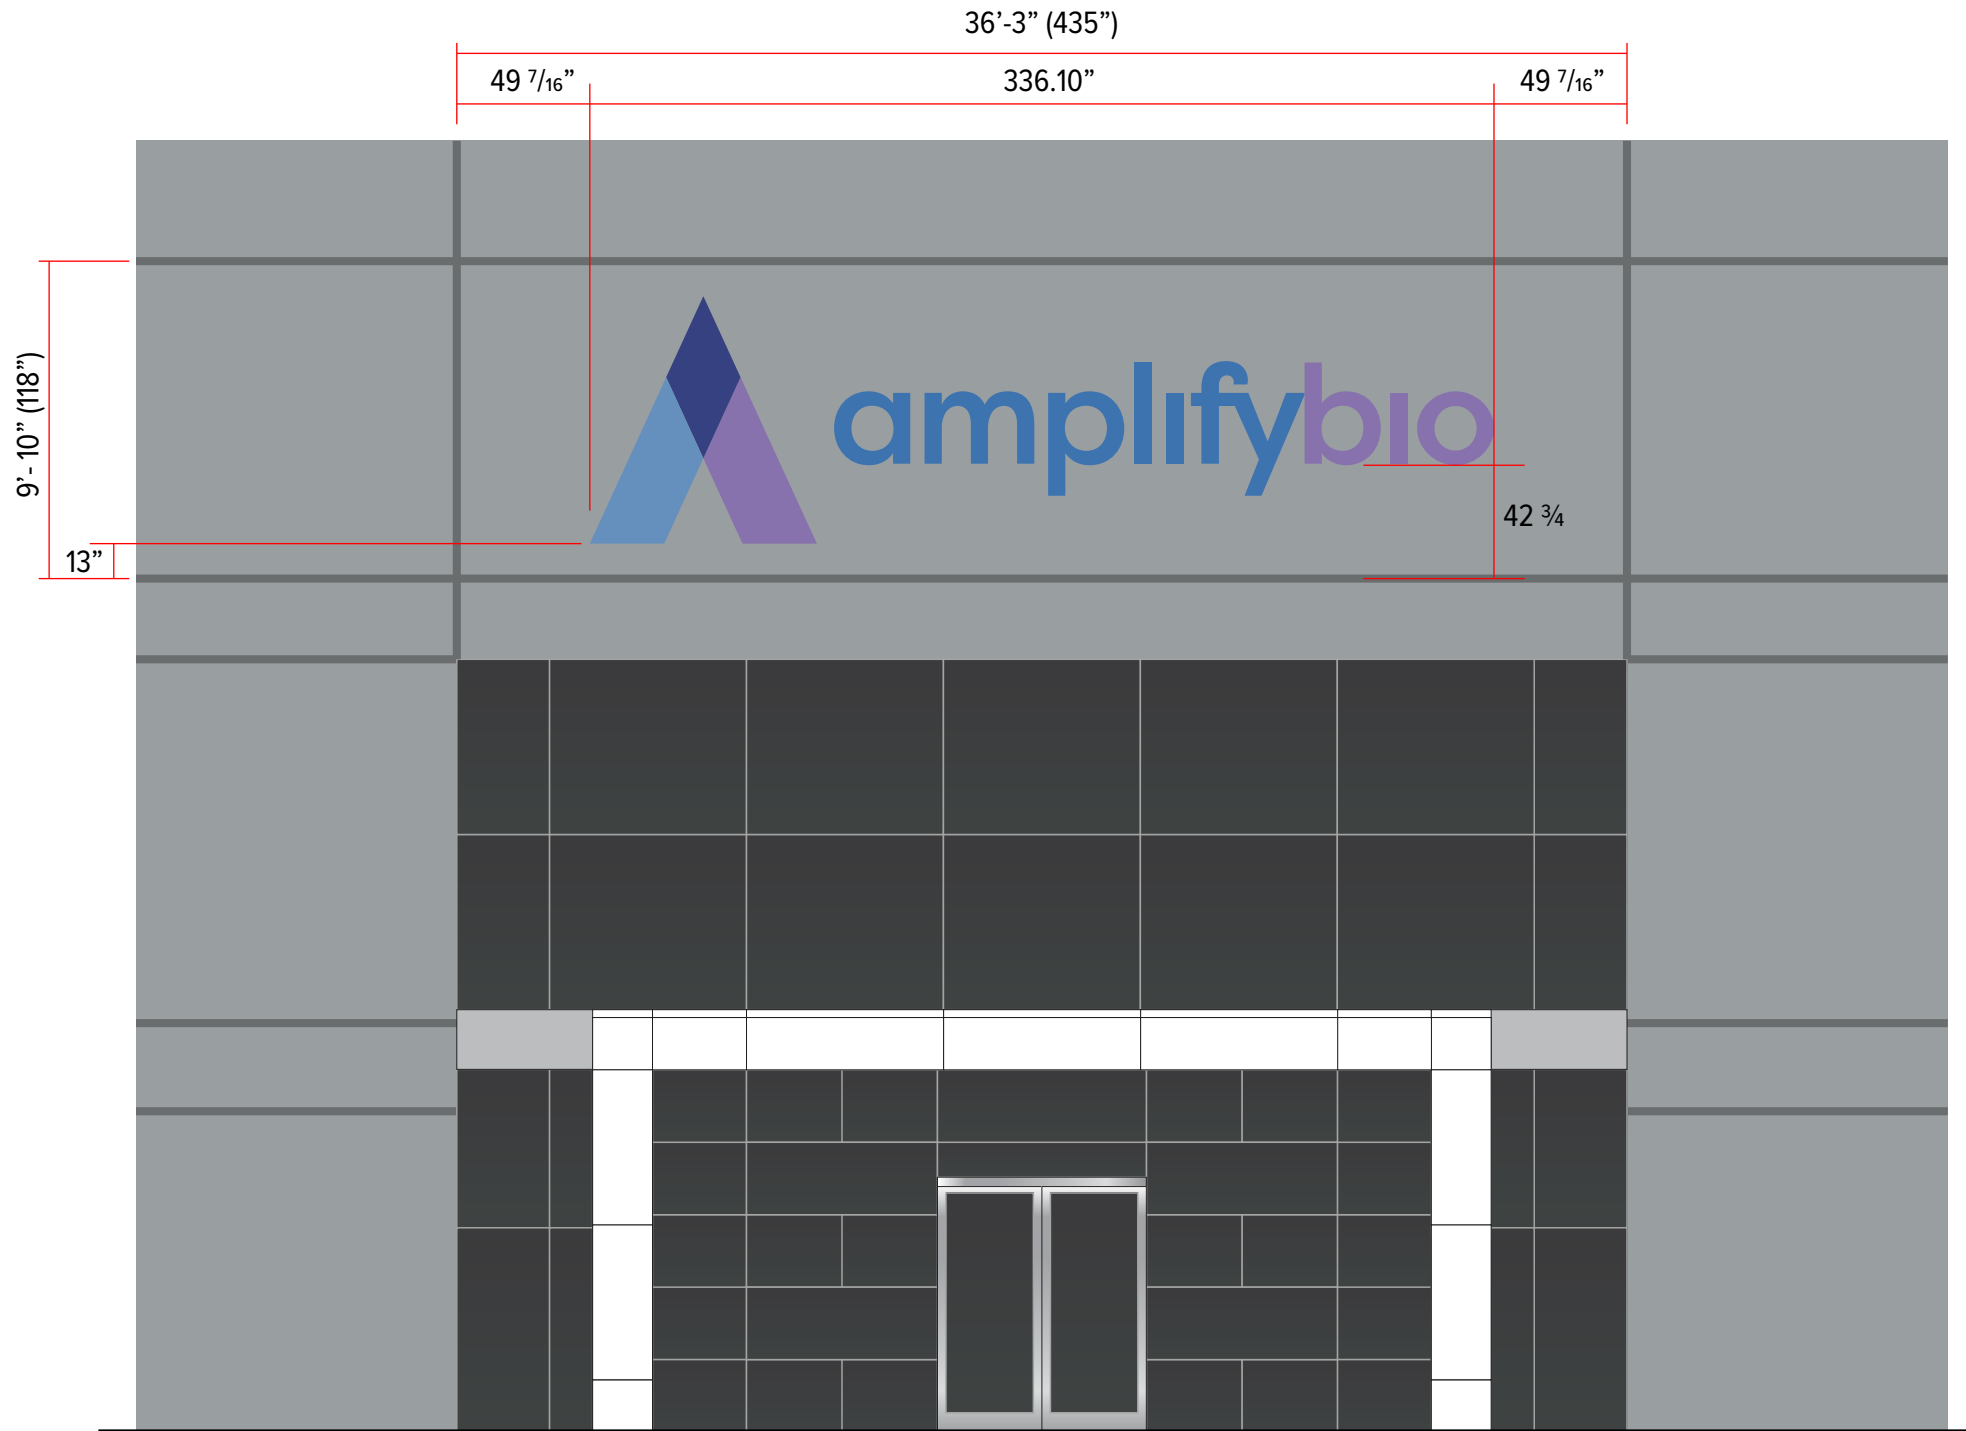 36’-3” (435”)
49 7/16” 336.10” 49 7/16”
9’ - 10” (118”)
amplifybio
42 ¾
13”